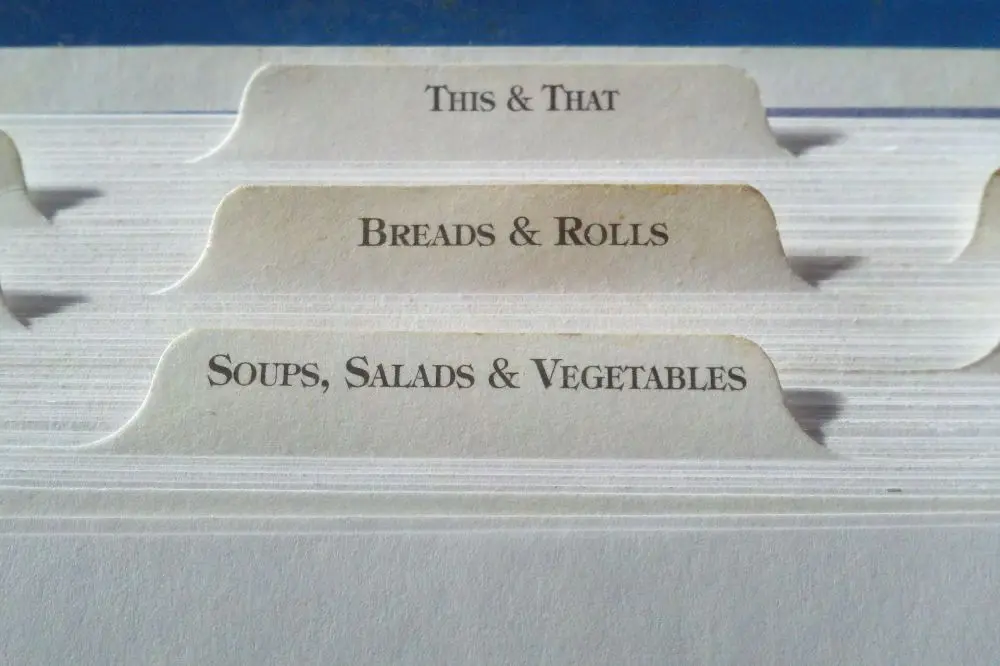 This & That
Breads & Rolls
Soups, Salads & Vegetables